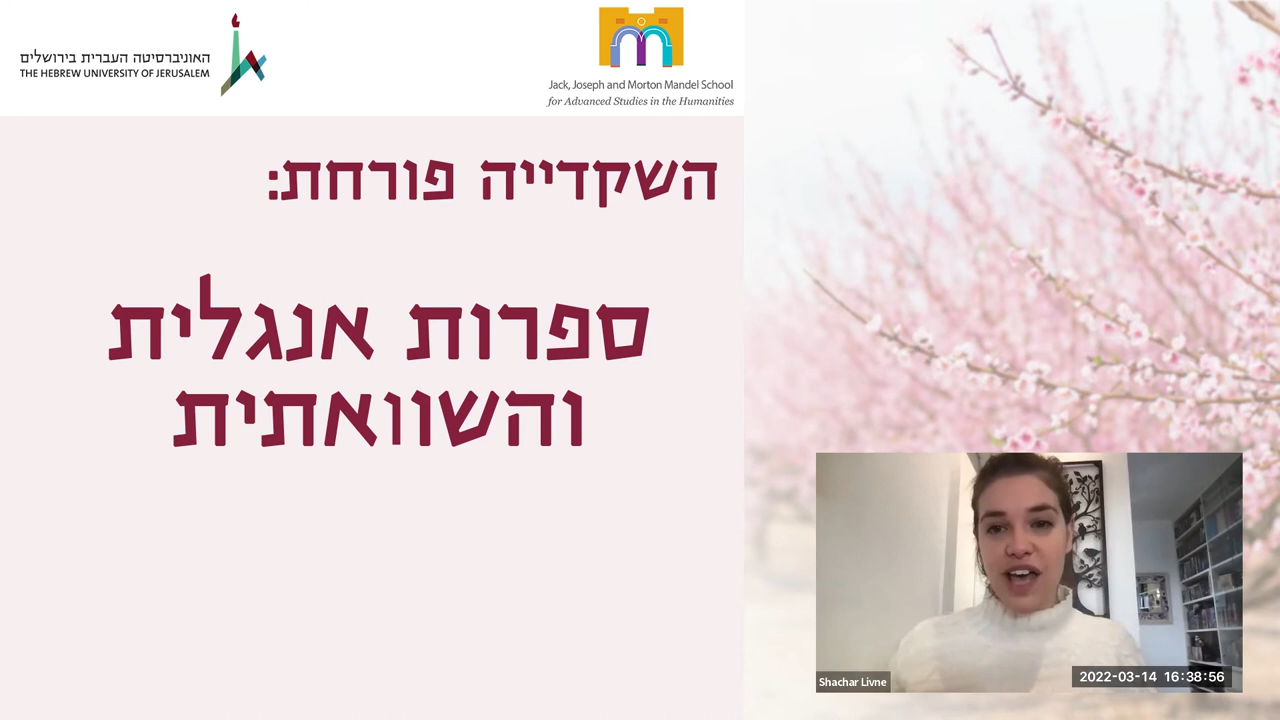 האוניברסיטה העברית בירושלים
THE HEBREW UNIVERSITY OF JERUSALEM
Jack, Joseph and Morton Mandel School
for Advanced Studies in the Humanities
השקדייה פורחת:
ספרות אנגלית
והשוואתית
Shachar Livne
2022-03-14 16:38:56